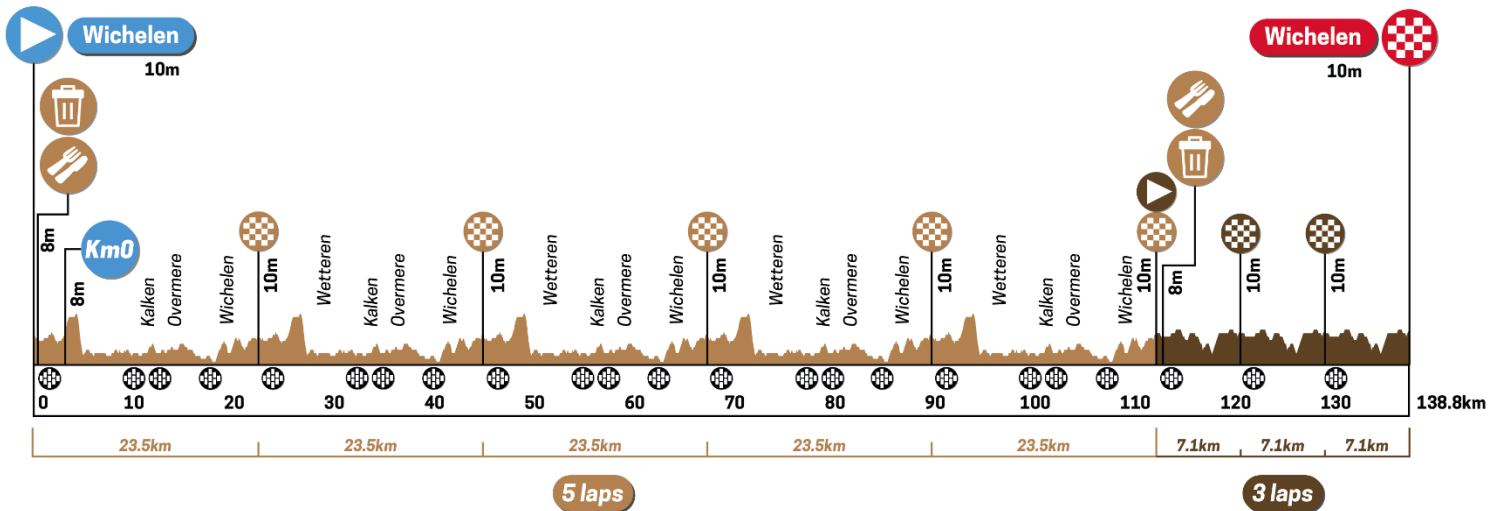 Wichelen
10m
Wichelen
10m
8m
Km0
8m
Kalken
Overmere
Wichelen
10m
Wetteren
Kalken
Overmere
Wichelen
10m
Wetteren
Kalken
Overmere
Wichelen
10m
Wetteren
Kalken
Overmere
Wichelen
10m
Wetteren
Kalken
Overmere
Wichelen
10m
8m
10m
10m
0 10 20 30 40 50 60 70 80 90 100 110 120 130 138.8km
23.5km 23.5km 23.5km 23.5km 23.5km 7.1km 7.1km 7.1km
5 laps 3 laps